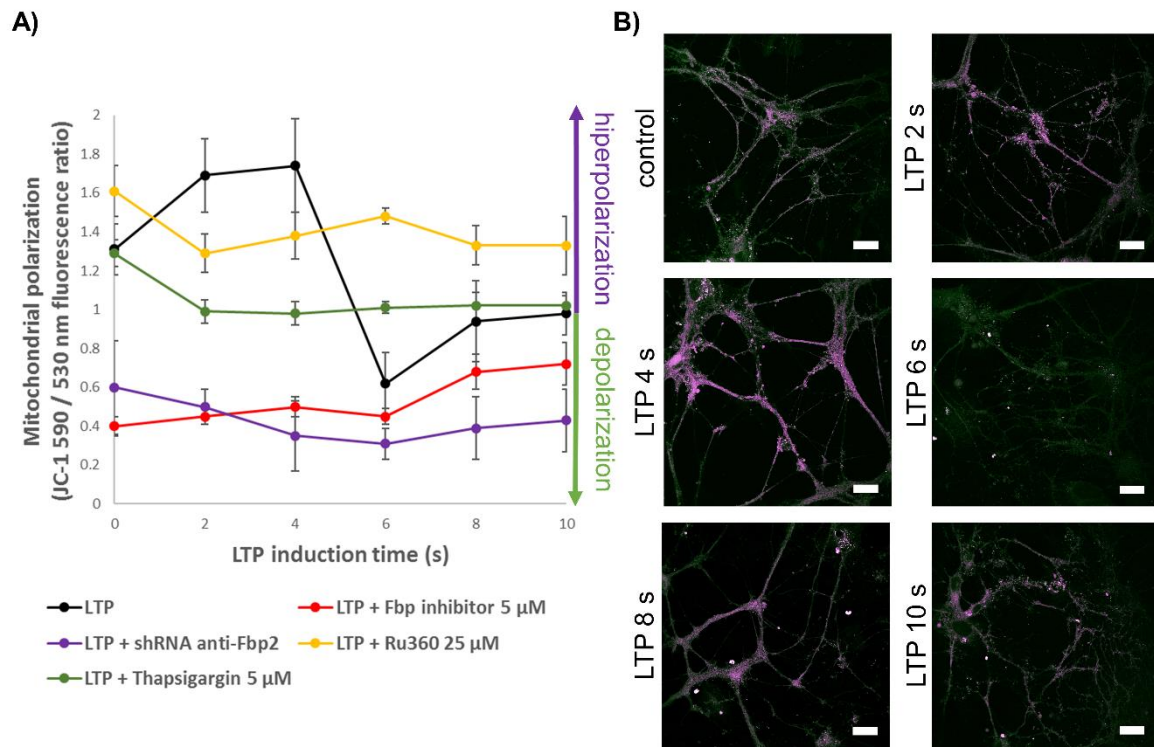 A)
B)
Mitochondrial polarization
(JC-1 590 / 530 nm fluorescence ratio)
2
1.8
1.6
1.4
1.2
1
0.8
0.6
0.4
0.2
0
0 2 4 6 8 10
LTP induction time (s)
hiperpolarization
depolarization
LTP
LTP + Fbp inhibitor 5 µM
LTP + shRNA anti-Fbp2
LTP + Ru360 25 µM
LTP + Thapsigargin 5 µM
control
LTP 2 s
LTP 4 s
LTP 6 s
LTP 8 s
LTP 10 s